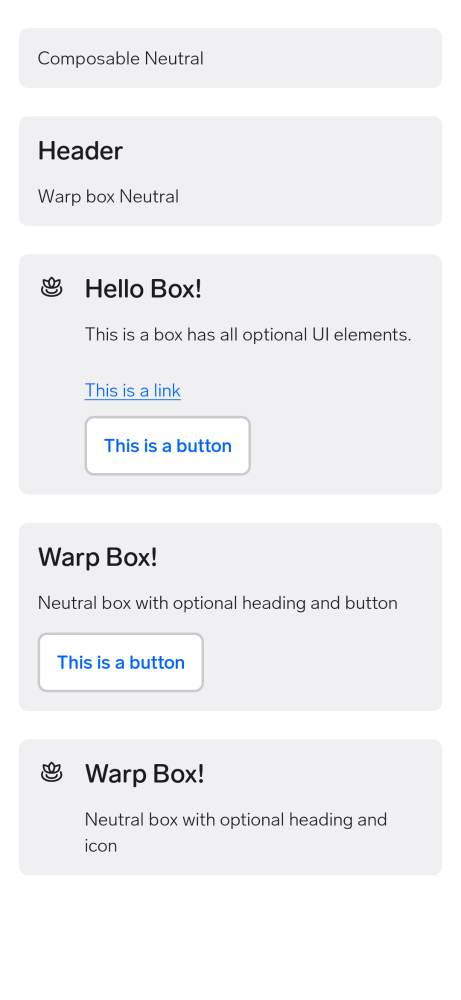 Composable Neutral
Header
Warp box Neutral
Hello Box!
This is a box has all optional UI elements.
This is a link
This is a button
Warp Box!
Neutral box with optional heading and button
This is a button
Warp Box!
Neutral box with optional heading and
icon